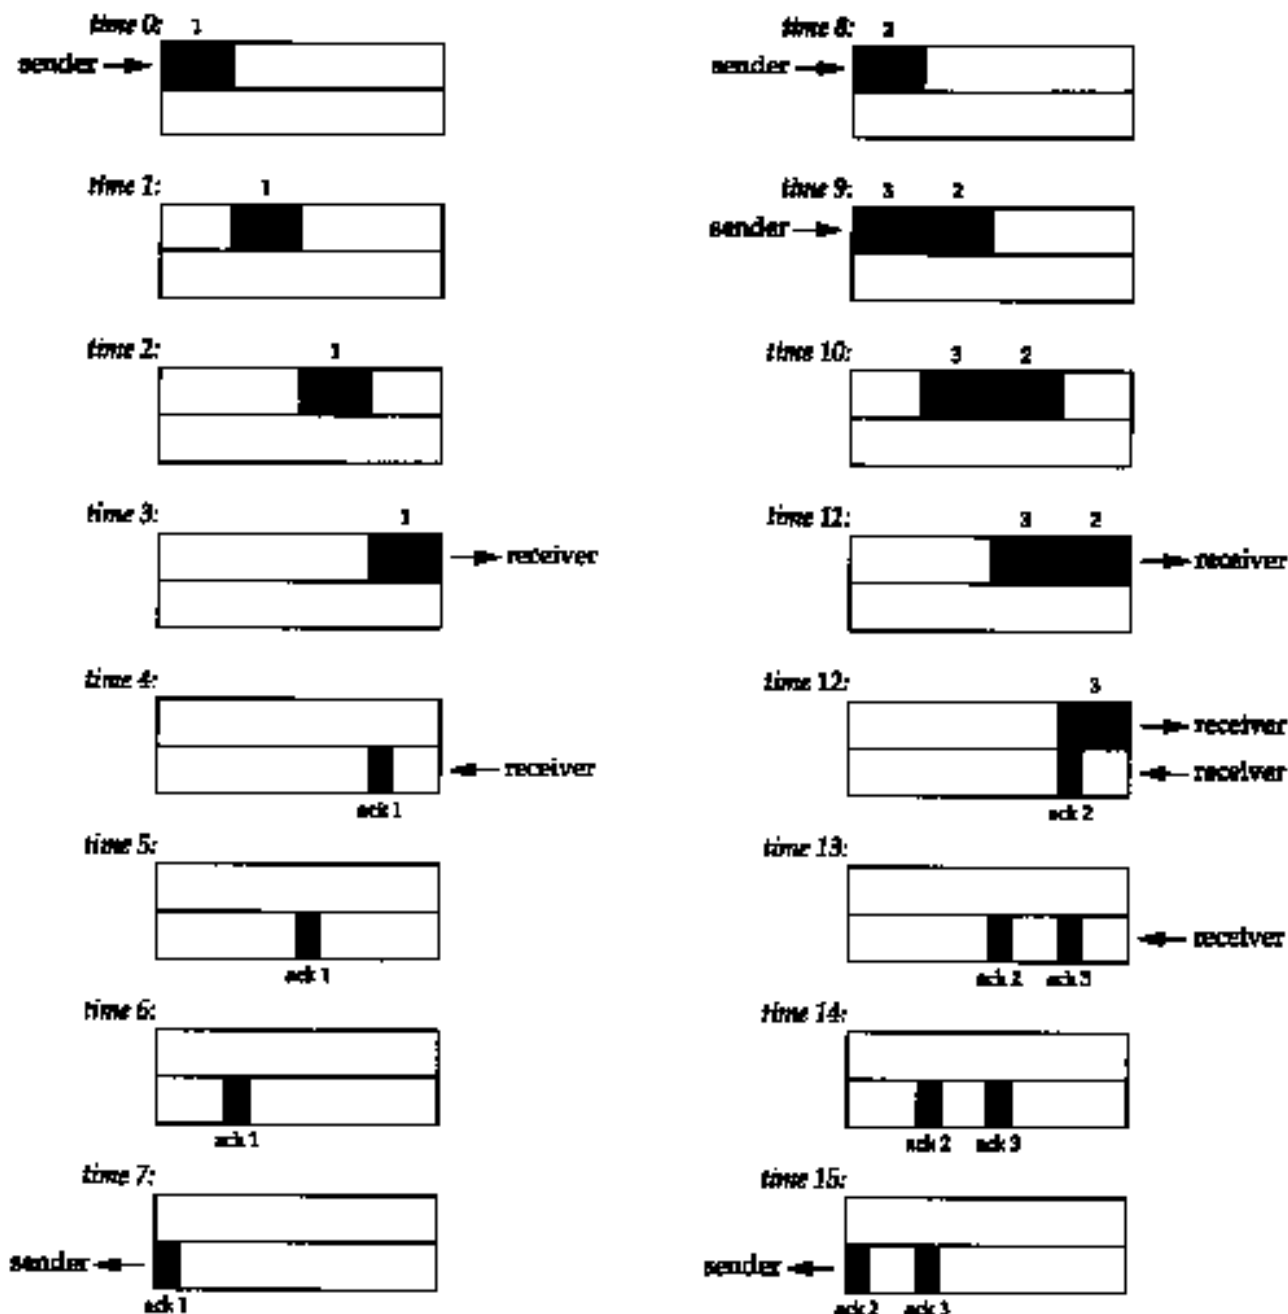 time 0: 1
sender
time 1: 1
time 2: 1
time 3: 1
receiver
time 4:
receiver
ack 1
time 5:
ack 1
time 6:
ack 1
time 7:
sender
ack 1
time 8: 2
sender
time 9: 3 2
sender
time 10: 3 2
time 11: 3 2
receiver
time 12: 3
receiver
receiver
ack 2
time 13:
receiver
ack 2 ack 3
time 14:
ack 2 ack 3
time 15:
sender
ack 2 ack 3